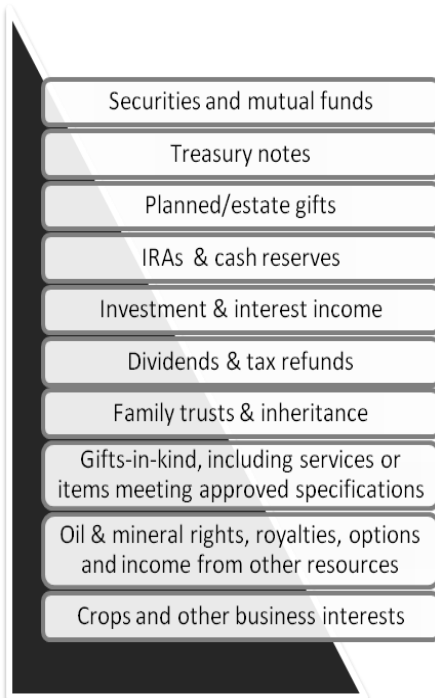 Securities and mutual funds
Treasury notes
Planned/estate gifts
IRAs & cash reserves
Investment & interest income
Dividends & tax refunds
Family trusts & inheritance
Gifts-in-kind, including services or
items meeting approved specifications
Oil & mineral rights, royalties, options
and income from other resources
Crops and other business interests